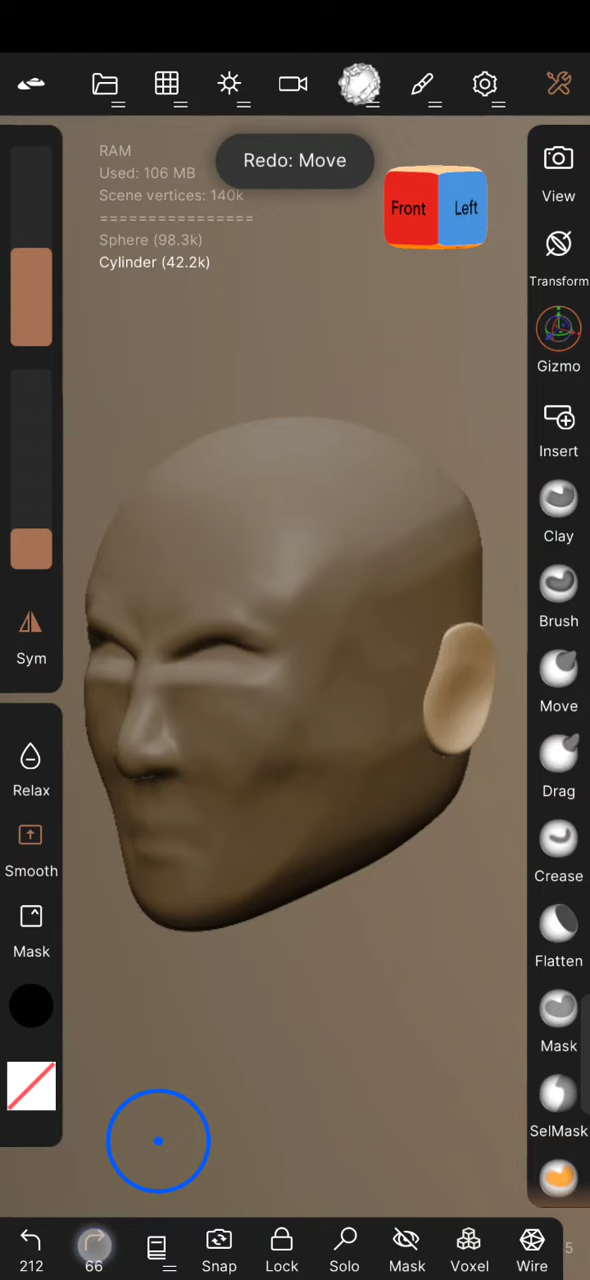 RAM
Used: 106 MB
Scene vertices: 140k
================
Sphere (98.3k)
Cylinder (42.2k)
Redo: Move
Front
Left
View
Transform
Gizmo
Insert
Clay
Brush
Move
Drag
Crease
Flatten
Mask
SelMask
Sym
Relax
Smooth
Mask
212
66
Snap
Lock
Solo
Mask
Voxel
Wire
5